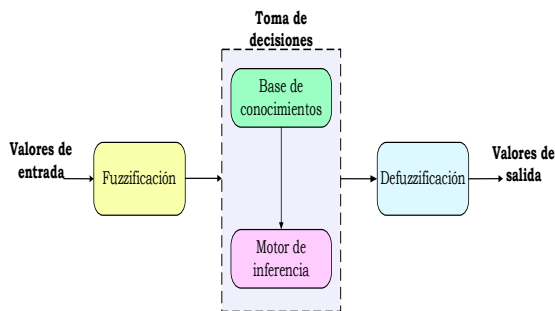 Toma de
decisiones
Base de
conocimientos
Valores de
entrada
Fuzzificación
Defuzzificación
Valores de
salida
Motor de
inferencia